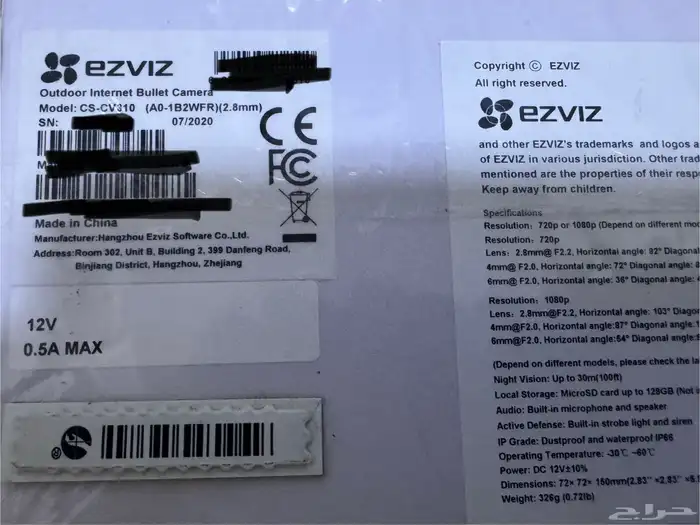 EZVIZ
Outdoor Internet Bullet Camera
Model: CS-CV310 (A0-1B2WFR)(2.8mm)
SN: 07/2020
CE
FC
Made in China
Manufacturer:Hangzhou Ezviz Software Co.,Ltd.
Address:Room 302, Unit B, Building 2, 399 Danfeng Road,
Binjiang District, Hangzhou, Zhejiang
12V
0.5A MAX
Copyright © EZVIZ
All right reserved.
EZVIZ
and other EZVIZ's trademarks and logos a
of EZVIZ in various jurisdiction. Other trad
mentioned are the properties of their resp
Keep away from children.
Specifications
Resolution: 720p or 1080p (Depend on different mo
Resolution: 720p
Lens: 2.8mm@ F2.2, Horizontal angle: 92° Diagonal
4mm@ F2.0, Horizontal angle: 72° Diagonal angle: 8
6mm@ F2.0, Horizontal angle: 36° Diagonal angle:
Resolution: 1080p
Lens: 2.8mm@F2.2, Horizontal angle: 103° Diagon
4mm@F2.0, Horizontal angle:87° Diagonal angle:1
6mm@F2.0, Horizontal angle:54° Diagonal angle:
(Depend on different models, please check the la
Night Vision: Up to 30m(100ft)
Local Storage: MicroSD card up to 128GB (Not i
Audio: Built-in microphone and speaker
Active Defense: Built-in strobe light and siren
IP Grade: Dustproof and waterproof IP66
Operating Temperature: -30℃ ~60℃
Power: DC 12V±10%
Dimensions: 72× 72× 150mm(2.83" ×2.83" ×5.
Weight: 326g (0.72lb)
حراج